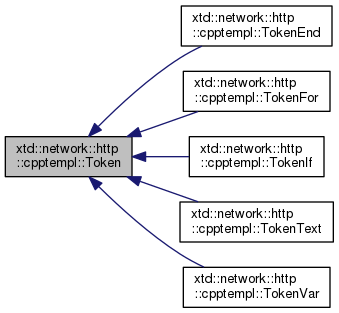 xtd::network::http
::cpptempl::Token
xtd::network::http
::cpptempl::TokenEnd
xtd::network::http
::cpptempl::TokenFor
xtd::network::http
::cpptempl::TokenIf
xtd::network::http
::cpptempl::TokenText
xtd::network::http
::cpptempl::TokenVar